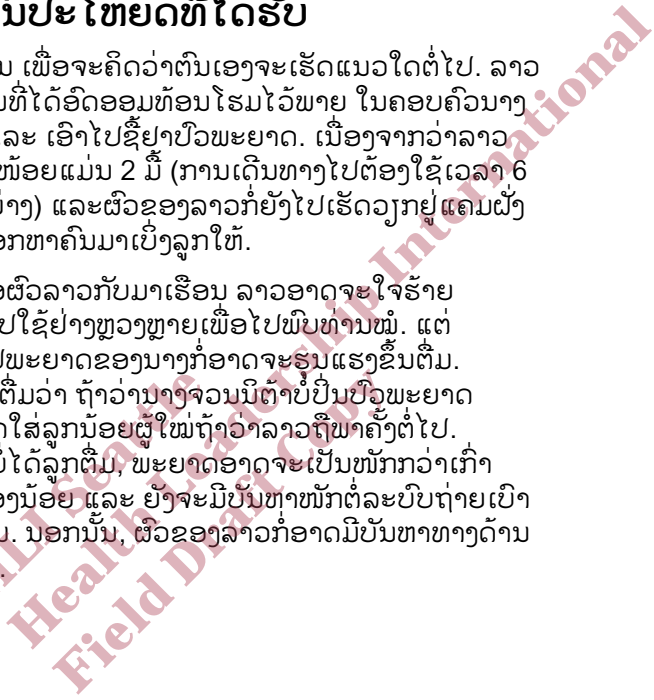 ນປະໂຫຍດທີ່ໄດ້ຮັບ
ນ ເພື່ອຈະຄິດວ່າຕົນເອງຈະເຮັດແນວໃດຕໍ່ໄປ. ລາວ
ທີ່ໄດ້ອົດອອມທ້ອນໂຮມໄວ້ພາຍ ໃນຄອບຄົວນາງ
ລະ ເອົາໄປຊື້ຢາປົວພະຍາດ. ເນື່ອງຈາກວ່າລາວ
ໜ້ອຍແມ່ນ 2 ມື້ (ການເດີນທາງໄປຕ້ອງໃຊ້ເວລາ 6
ຍ່າງ) ແລະຜົວຂອງລາວກໍ່ຍັງໄປເຮັດວຽກຢູ່ແຄມຝັ່ງ
ອກຫາຄົນມາເບິ່ງລູກໃຫ້.
ຜົວລາວກັບມາເຮືອນ ລາວອາດຈະໃຈຮ້າຍ
ປໃຊ້ຢ່າງຫຼວງຫຼາຍເພື່ອໄປພົບທ່ານໝໍ. ແຕ່
ພະຍາດຂອງນາງກໍ່ອາດຈະຮຸນແຮງຂຶ້ນຕື່ມ.
ຕື່ມວ່າ ຖ້າວ່ານາງຈວນນິຕ້າບໍ່ປິ່ນປົວພະຍາດ
ໃສ່ລູກນ້ອຍຜູ້ໃໝ່ຖ້າວ່າລາວຖືພາຄັ້ງຕໍ່ໄປ.
ໄດ້ລູກຕື່ມ, ພະຍາດອາດຈະເປັນໜັກກວ່າເກົ່າ
ອງນ້ອຍ ແລະ ຍັງຈະມີບັນຫາໜັກຕໍ່ລະບົບຖ່າຍເບົາ
ນ. ນອກນັ້ນ, ຜົວຂອງລາວກໍ່ອາດມີບັນຫາທາງດ້ານ
.
HLI Seattle
Health Leadership International
Field Draft Copy